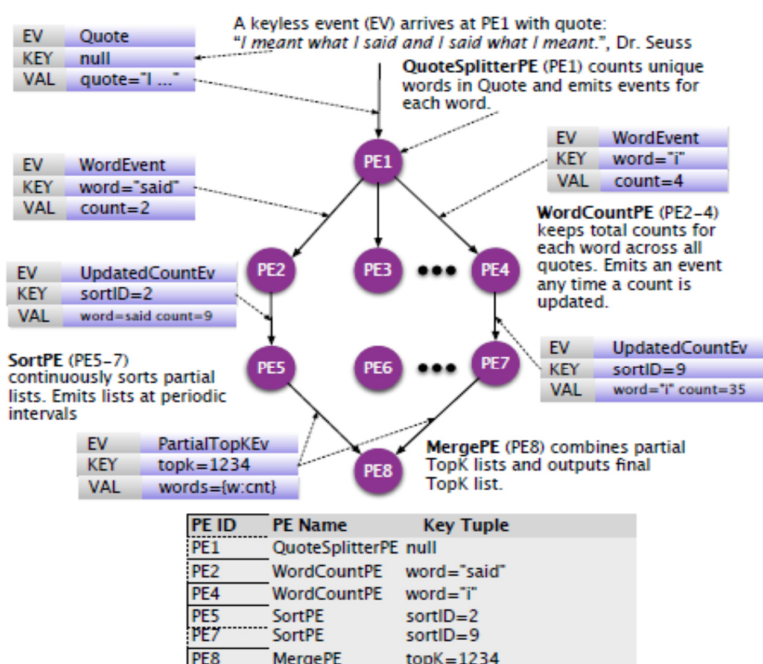 A keyless event (EV) arrives at PE1 with quote:
“I meant what I said and I said what I meant.”, Dr. Seuss
EV Quote
KEY null
VAL quote="I ..."
QuoteSplitterPE (PE1) counts unique
words in Quote and emits events for
each word.
PE1
EV WordEvent
KEY word="said"
VAL count=2
EV WordEvent
KEY word="i"
VAL count=4
WordCountPE (PE2-4)
keeps total counts for
each word across all
quotes. Emits an event
any time a count is
updated.
PE2 PE3 PE4
EV UpdatedCountEv
KEY sortID=2
VAL word=said count=9
SortPE (PE5-7)
continuously sorts partial
lists. Emits lists at periodic
intervals
PE5 PE6 PE7
EV UpdatedCountEv
KEY sortID=9
VAL word="i" count=35
EV PartialTopKEv
KEY topk=1234
VAL words={w:cnt}
PE8
MergePE (PE8) combines partial
TopK lists and outputs final
TopK list.
PE ID PE Name Key Tuple
PE1 QuoteSplitterPE null
PE2 WordCountPE word="said"
PE4 WordCountPE word="i"
PE5 SortPE sortID=2
PE7 SortPE sortID=9
PE8 MergePE topK=1234